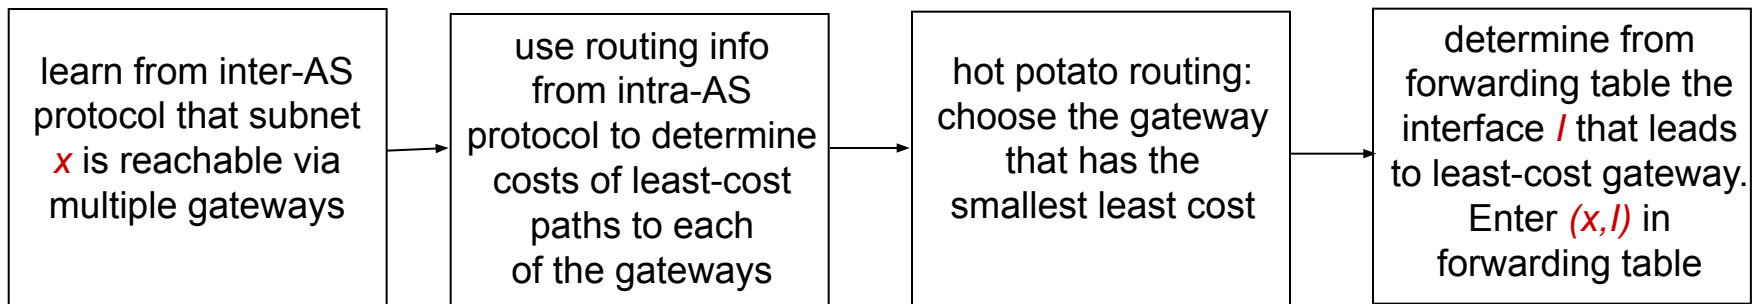 learn from inter-AS
protocol that subnet
x is reachable via
multiple gateways
use routing info
from intra-AS
protocol to determine
costs of least-cost
paths to each
of the gateways
hot potato routing:
choose the gateway
that has the
smallest least cost
determine from
forwarding table the
interface I that leads
to least-cost gateway.
Enter (x,I) in
forwarding table